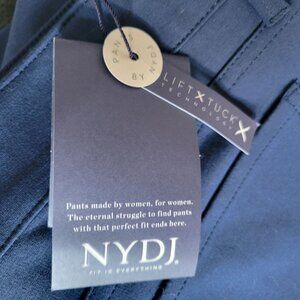 PANTS BY NYDJ
LIFT X TUCK X
TECHNOLOGY
Pants made by women, for women.
The eternal struggle to find pants
with that perfect fit ends here.
NYDJ®
FIT IS EVERYTHING